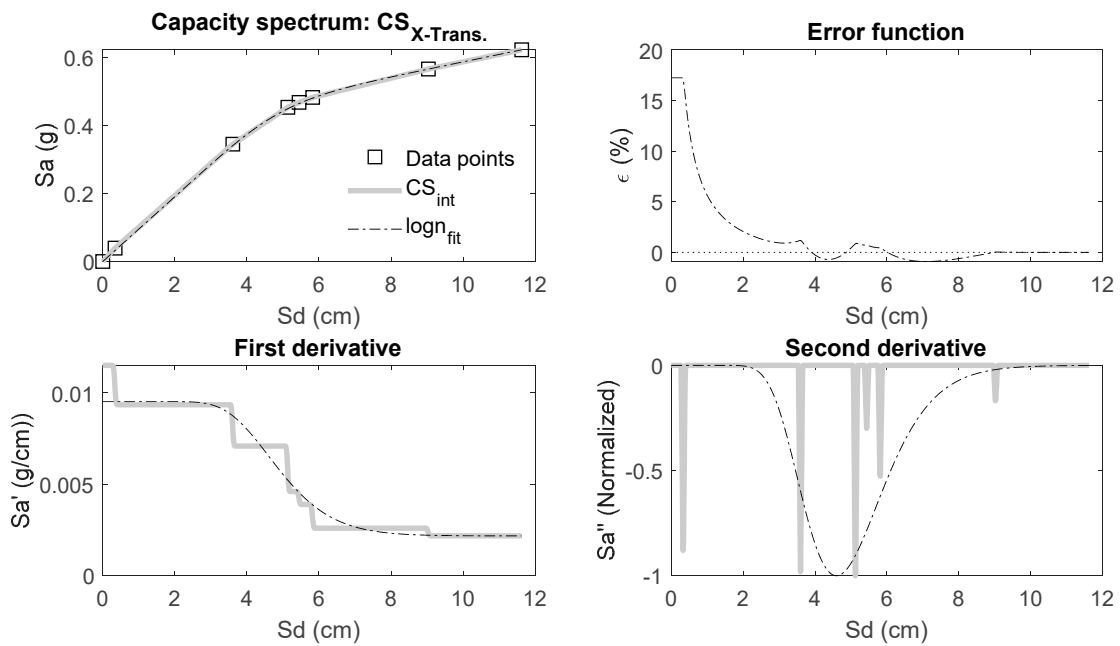 Capacity spectrum: CS_X-Trans.
0.6
0.4
0.2
0
Sa (g)
Data points
CS_int
logn_fit
0 2 4 6 8 10 12
Sd (cm)
Error function
20
15
10
5
0
ϵ (%)
0 2 4 6 8 10 12
Sd (cm)
First derivative
0.01
0.005
0
Sa' (g/cm))
0 2 4 6 8 10 12
Sd (cm)
Second derivative
0
-0.5
-1
Sa'' (Normalized)
0 2 4 6 8 10 12
Sd (cm)